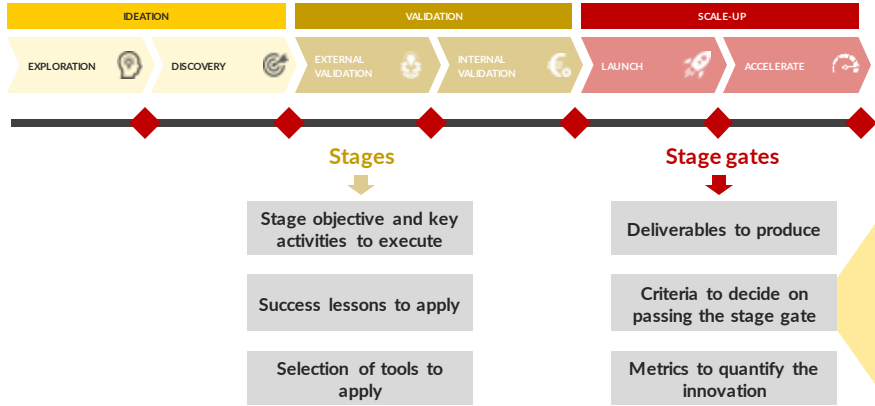 IDEATION
VALIDATION
SCALE-UP
EXPLORATION
DISCOVERY
EXTERNAL
VALIDATION
INTERNAL
VALIDATION
LAUNCH
ACCELERATE
Stages
Stage objective and key
activities to execute
Success lessons to apply
Selection of tools to
apply
Stage gates
Deliverables to produce
Criteria to decide on
passing the stage gate
Metrics to quantify the
innovation